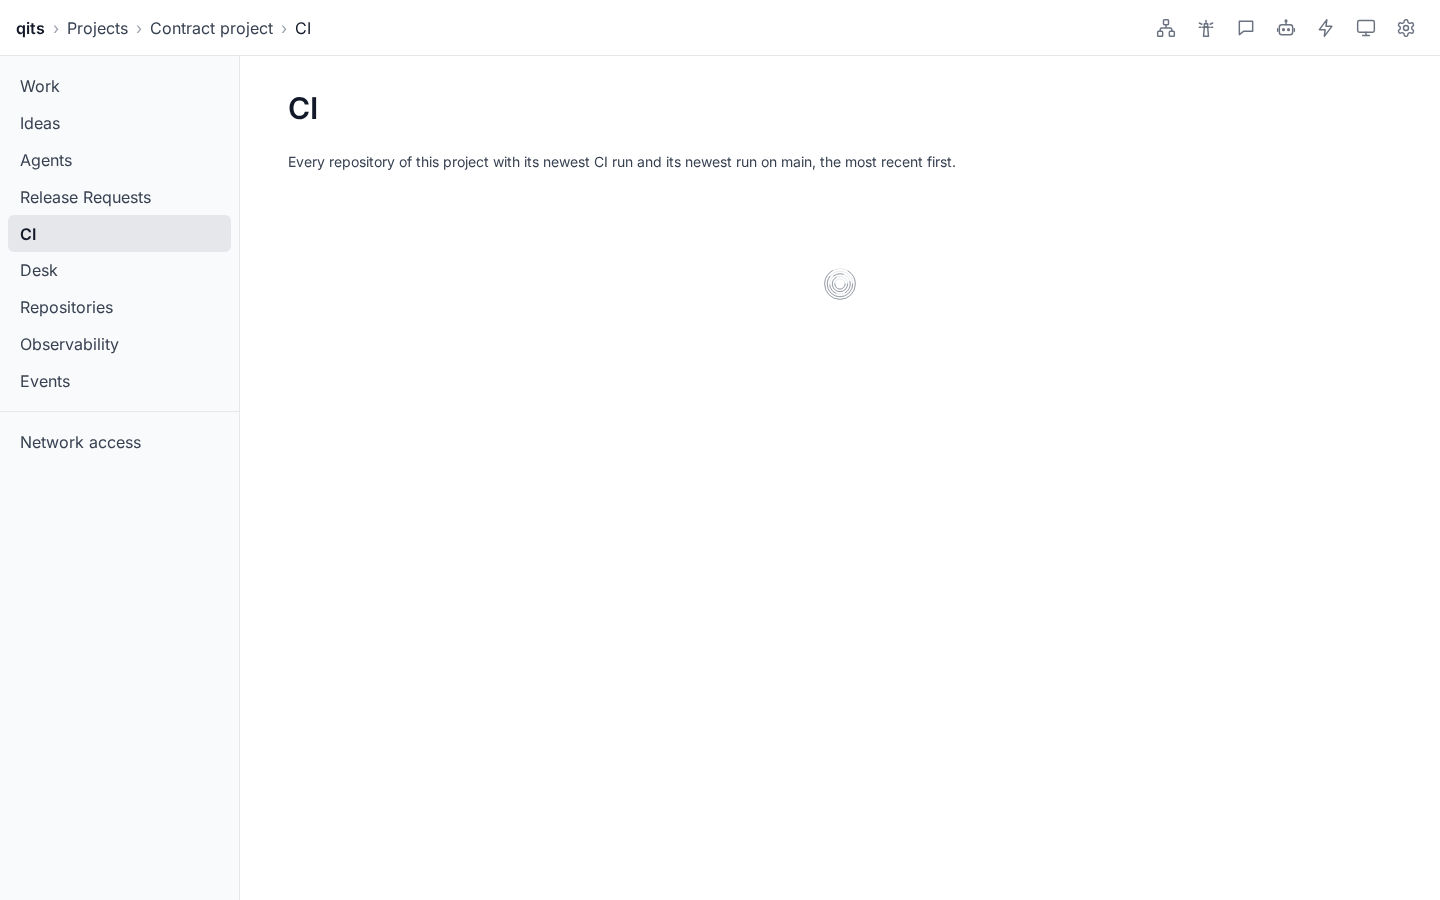 qits › Projects › Contract project › CI
Work
Ideas
Agents
Release Requests
CI
Desk
Repositories
Observability
Events
Network access
CI
Every repository of this project with its newest CI run and its newest run on main, the most recent first.